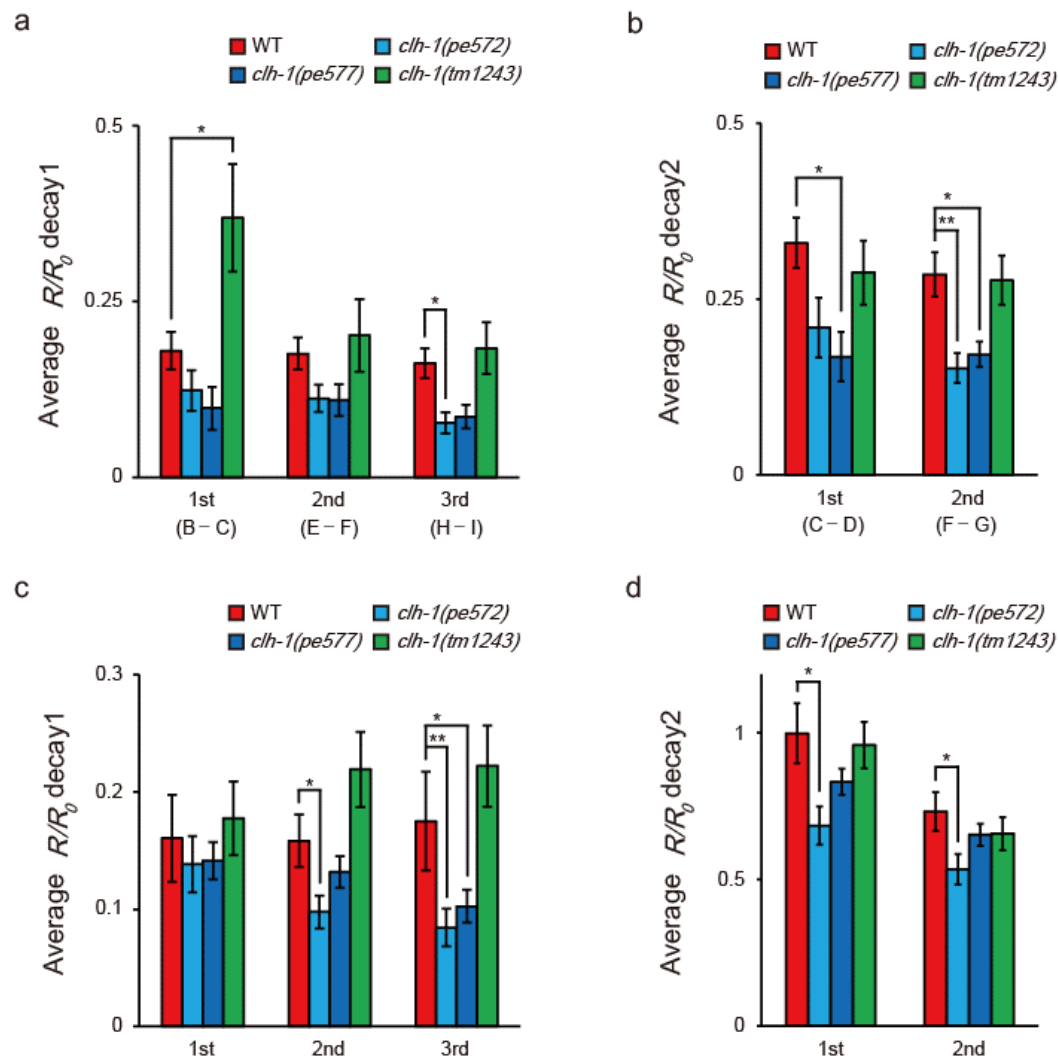 a
WT
clh-1(pe572)
clh-1(pe577)
clh-1(tm1243)
Average R/R0 decay1
0.5
0.25
0
*
*
1st
2nd
3rd
(B–C)
(E–F)
(H–I)
b
WT
clh-1(pe572)
clh-1(pe577)
clh-1(tm1243)
Average R/R0 decay2
0.5
0.25
0
*
*
**
1st
2nd
(C–D)
(F–G)
c
WT
clh-1(pe572)
clh-1(pe577)
clh-1(tm1243)
Average R/R0 decay1
0.3
0.2
0.1
0
*
*
**
1st
2nd
3rd
d
WT
clh-1(pe572)
clh-1(pe577)
clh-1(tm1243)
Average R/R0 decay2
1
0.5
0
*
*
1st
2nd